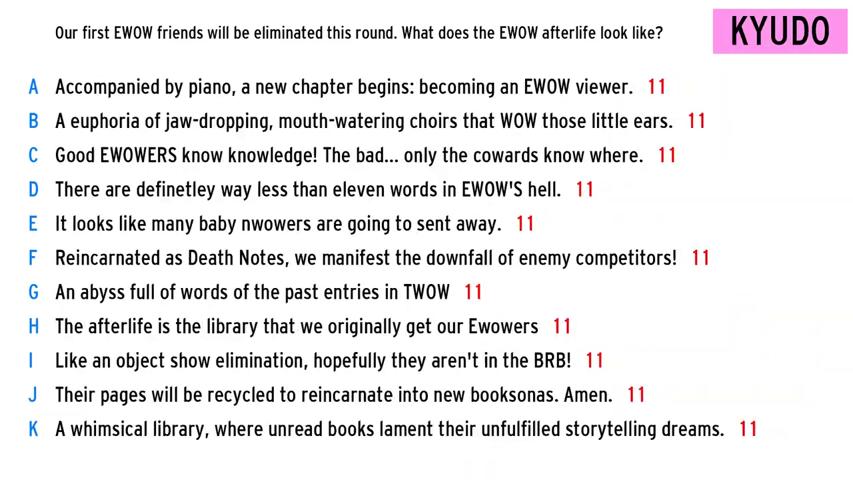 Our first EWOW friends will be eliminated this round. What does the EWOW afterlife look like?
KYUDO
A Accompanied by piano, a new chapter begins: becoming an EWOW viewer. 11
B A euphoria of jaw-dropping, mouth-watering choirs that WOW those little ears. 11
C Good EWOWERS know knowledge! The bad... only the cowards know where. 11
D There are definetley way less than eleven words in EWOW'S hell. 11
E It looks like many baby nwowers are going to sent away. 11
F Reincarnated as Death Notes, we manifest the downfall of enemy competitors! 11
G An abyss full of words of the past entries in TWOW 11
H The afterlife is the library that we originally get our Ewowers 11
I Like an object show elimination, hopefully they aren't in the BRB! 11
J Their pages will be recycled to reincarnate into new booksonas. Amen. 11
K A whimsical library, where unread books lament their unfulfilled storytelling dreams. 11